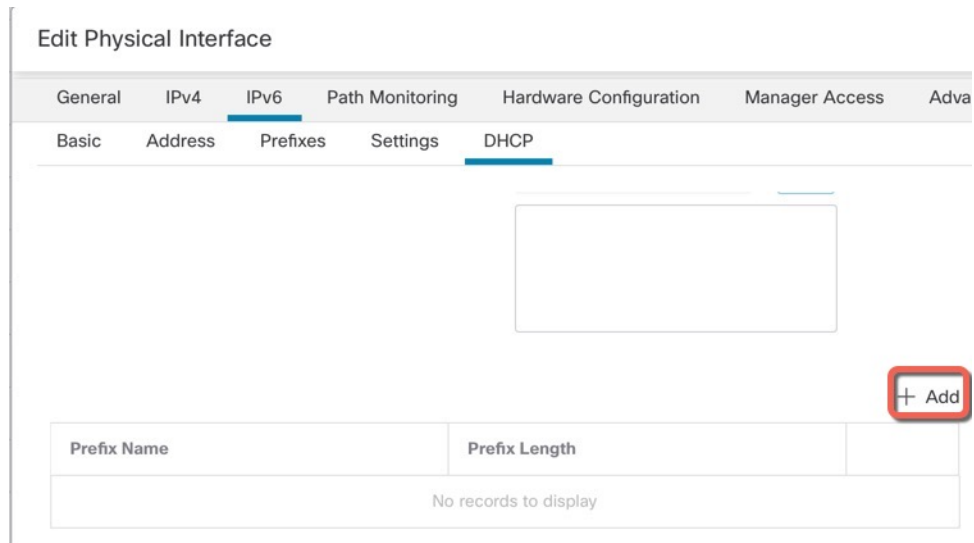 Edit Physical Interface
General IPv4 IPv6 Path Monitoring Hardware Configuration Manager Access Adva
Basic Address Prefixes Settings DHCP
+ Add
Prefix Name Prefix Length
No records to display